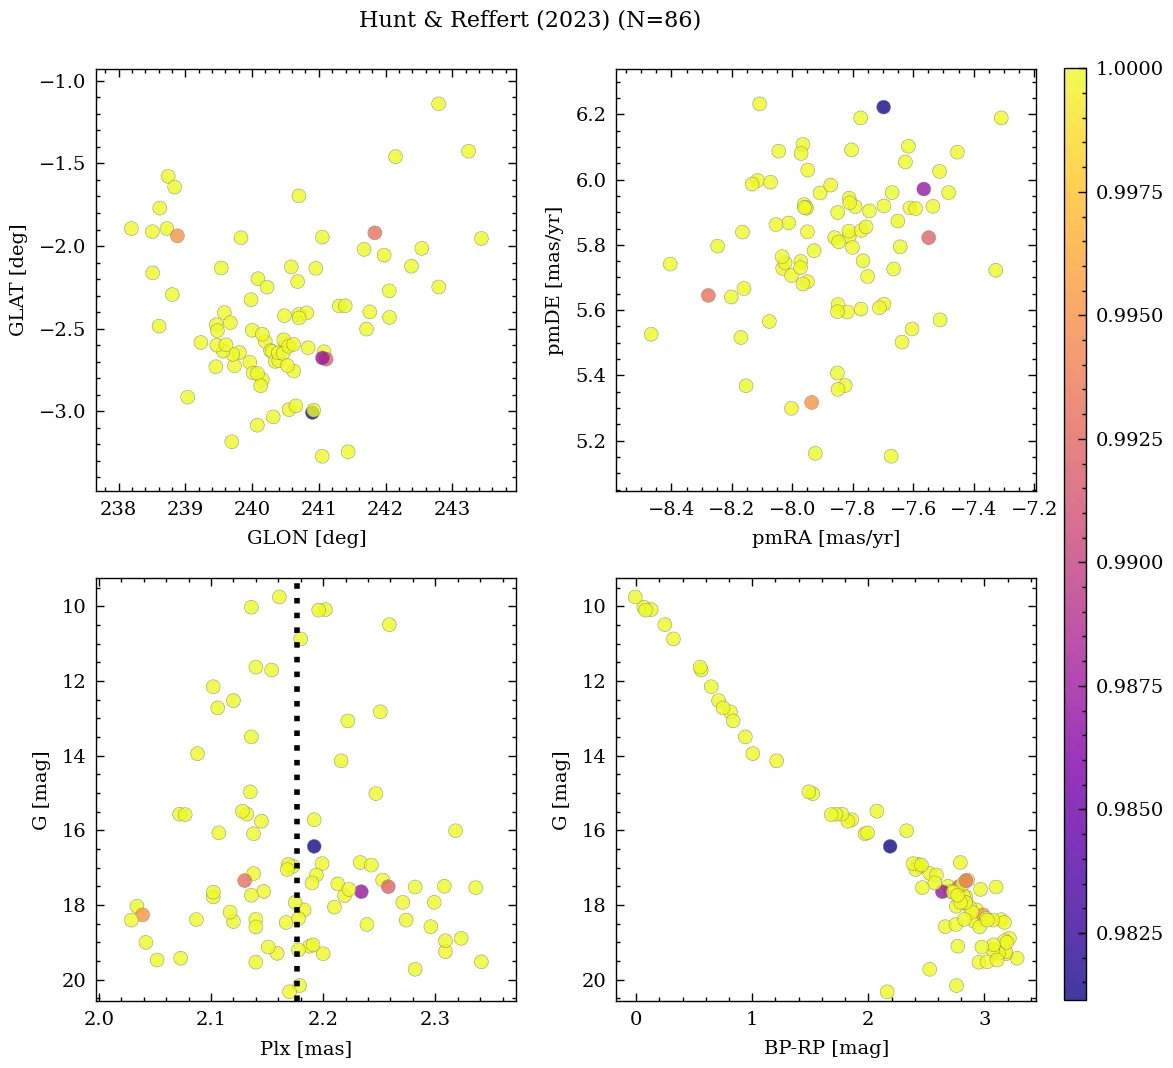 Hunt & Reffert (2023) (N=86)
−1.0
−1.5
−2.0
−2.5
−3.0
GLAT [deg]
238 239 240 241 242 243
GLON [deg]
6.2
6.0
5.8
5.6
5.4
5.2
pmDE [mas/yr]
−8.4 −8.2 −8.0 −7.8 −7.6 −7.4 −7.2
pmRA [mas/yr]
10
12
14
16
18
20
G [mag]
2.0 2.1 2.2 2.3
Plx [mas]
10
12
14
16
18
20
G [mag]
0 1 2 3
BP-RP [mag]
1.0000
0.9975
0.9950
0.9925
0.9900
0.9875
0.9850
0.9825